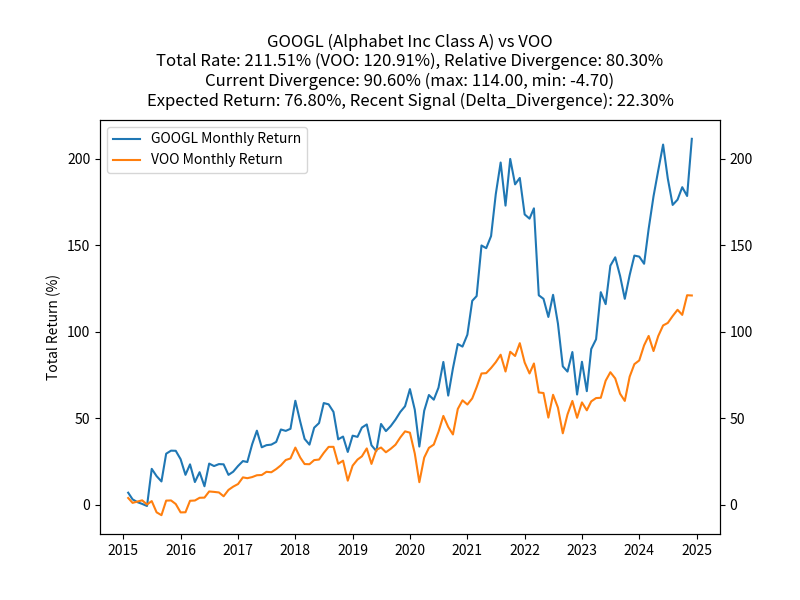 GOOGL (Alphabet Inc Class A) vs VOO
Total Rate: 211.51% (VOO: 120.91%), Relative Divergence: 80.30%
Current Divergence: 90.60% (max: 114.00, min: -4.70)
Expected Return: 76.80%, Recent Signal (Delta_Divergence): 22.30%
GOOGL Monthly Return
VOO Monthly Return
200
200
150
150
100
100
50
50
0
0
Total Return (%)
2015 2016 2017 2018 2019 2020 2021 2022 2023 2024 2025